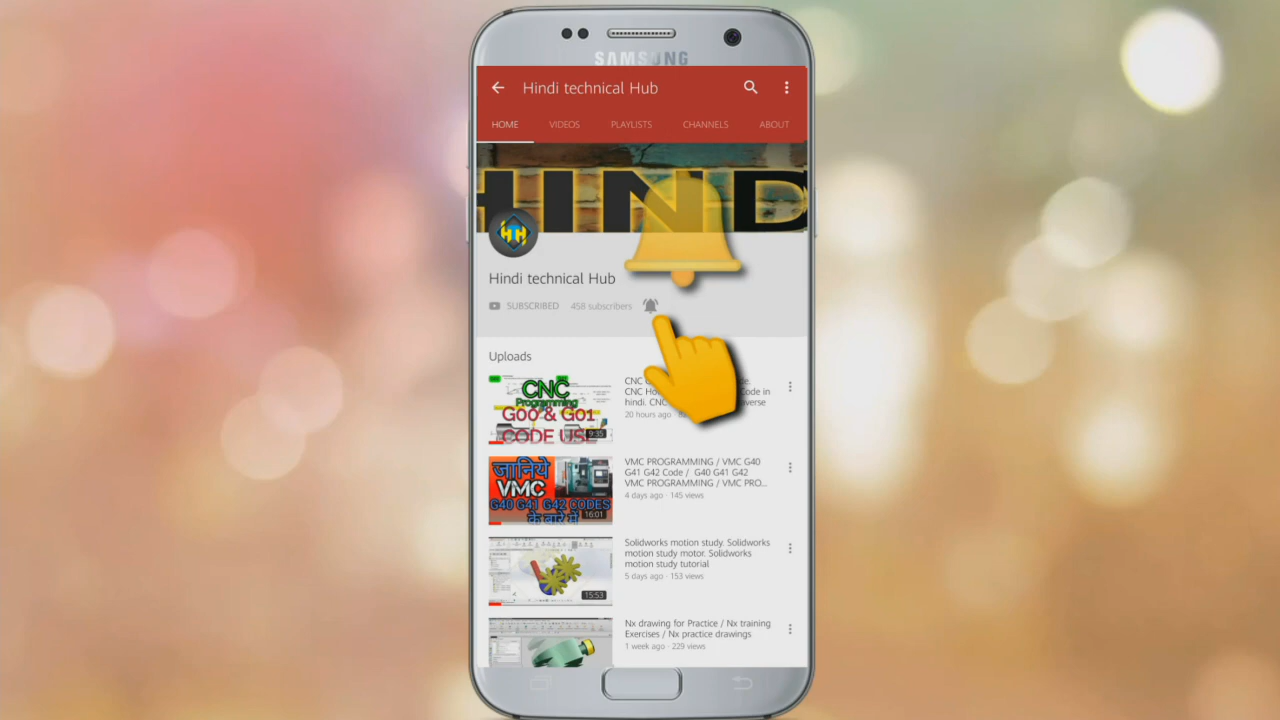 SAMSUNG
Hindi technical Hub
HOME VIDEOS PLAYLISTS CHANNELS ABOUT
HIND
HTH
Hindi technical Hub
SUBSCRIBED 458 subscribers
Uploads
CNC
Programming
G00 & G01
CODE USE
9:35
CNC
CNC Code in
hindi. CNC
20 hours ago
जानिये
VMC
G40 G41 G42 CODES
के बारे में
16:01
VMC PROGRAMMING / VMC G40
G41 G42 Code / G40 G41 G42
VMC PROGRAMMING / VMC PRO...
4 days ago · 145 views
15:53
Solidworks motion study. Solidworks
motion study motor. Solidworks
motion study tutorial
5 days ago · 153 views
Nx drawing for Practice / Nx training
Exercises / Nx practice drawings
1 week ago · 229 views